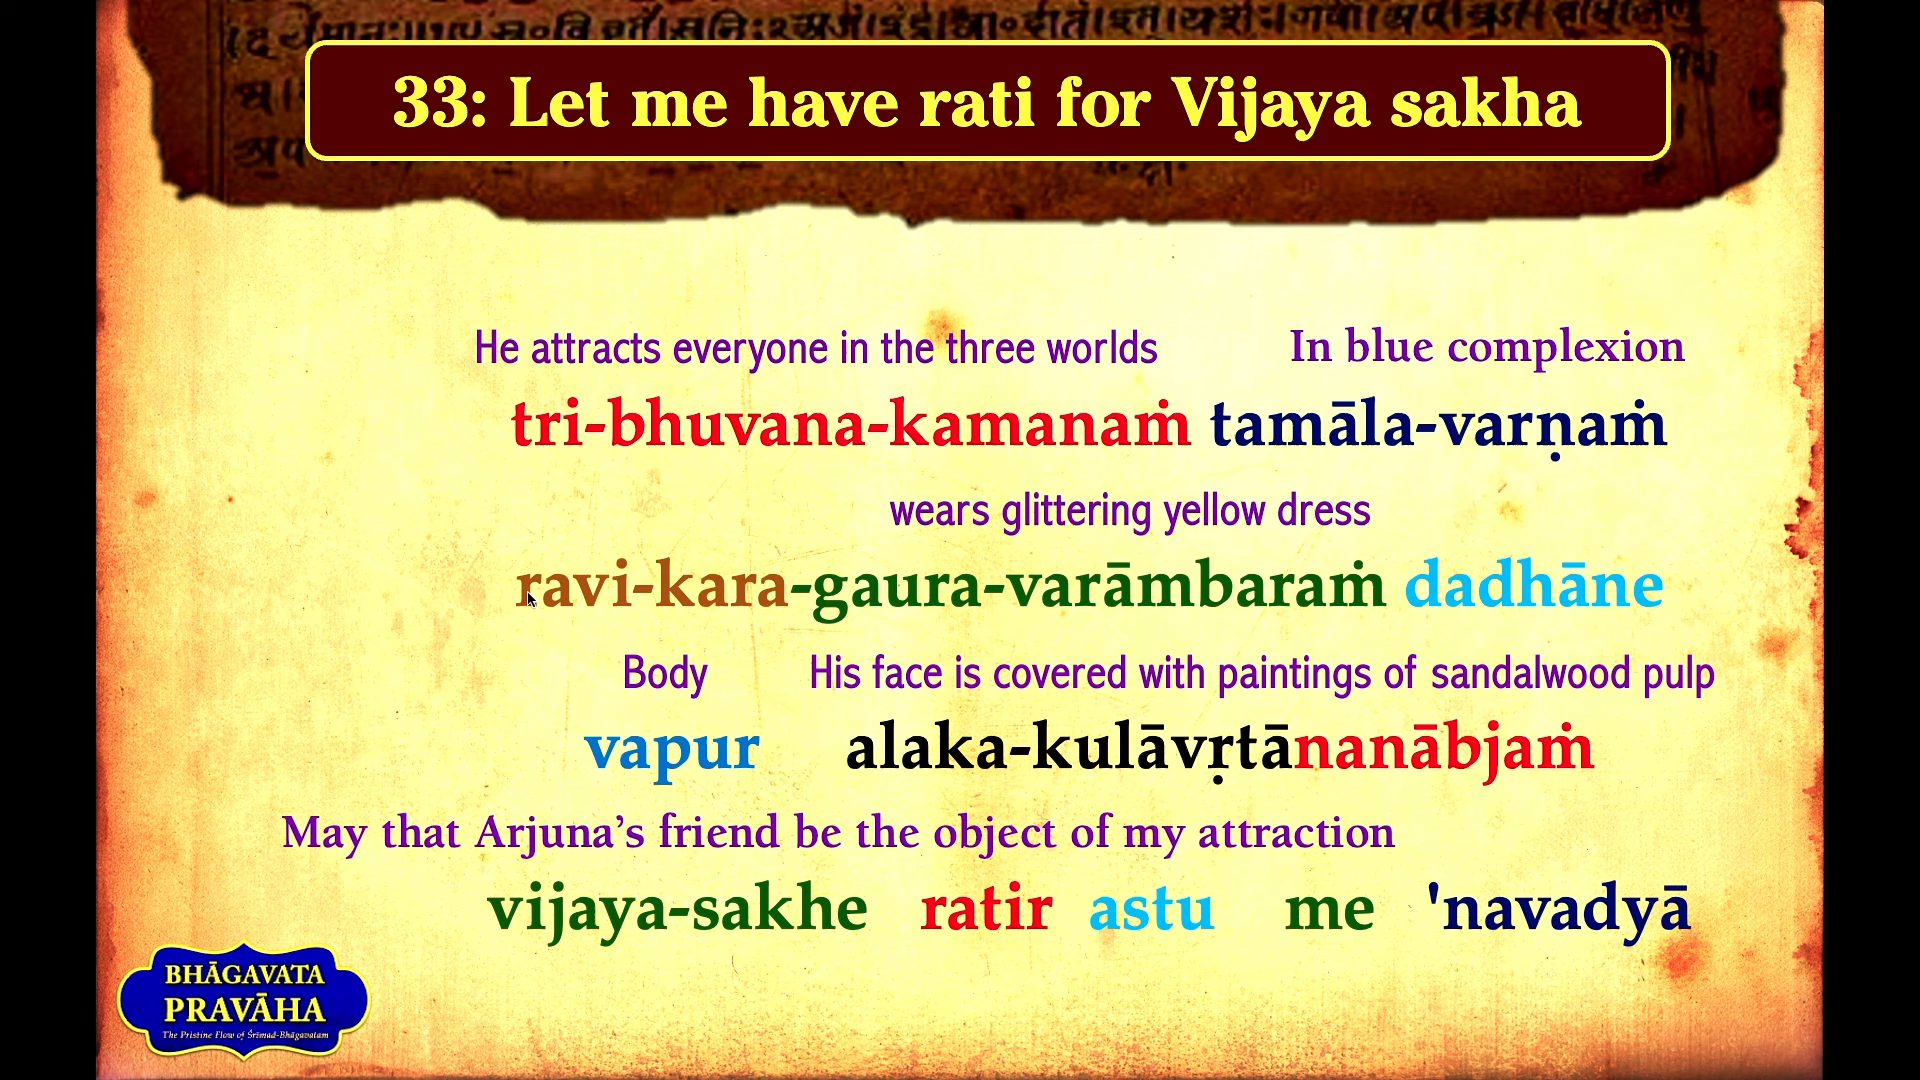 33: Let me have rati for Vijaya sakha
He attracts everyone in the three worlds In blue complexion
tri-bhuvana-kamanaṁ tamāla-varṇaṁ
wears glittering yellow dress
ravi-kara-gaura-varāmbaraṁ dadhāne
Body His face is covered with paintings of sandalwood pulp
vapur alaka-kulāvṛtānanābjaṁ
May that Arjuna’s friend be the object of my attraction
vijaya-sakhe ratir astu me 'navadyā
BHĀGAVATA
PRAVĀHA
The Pristine Flow of Śrīmad-Bhāgavatam